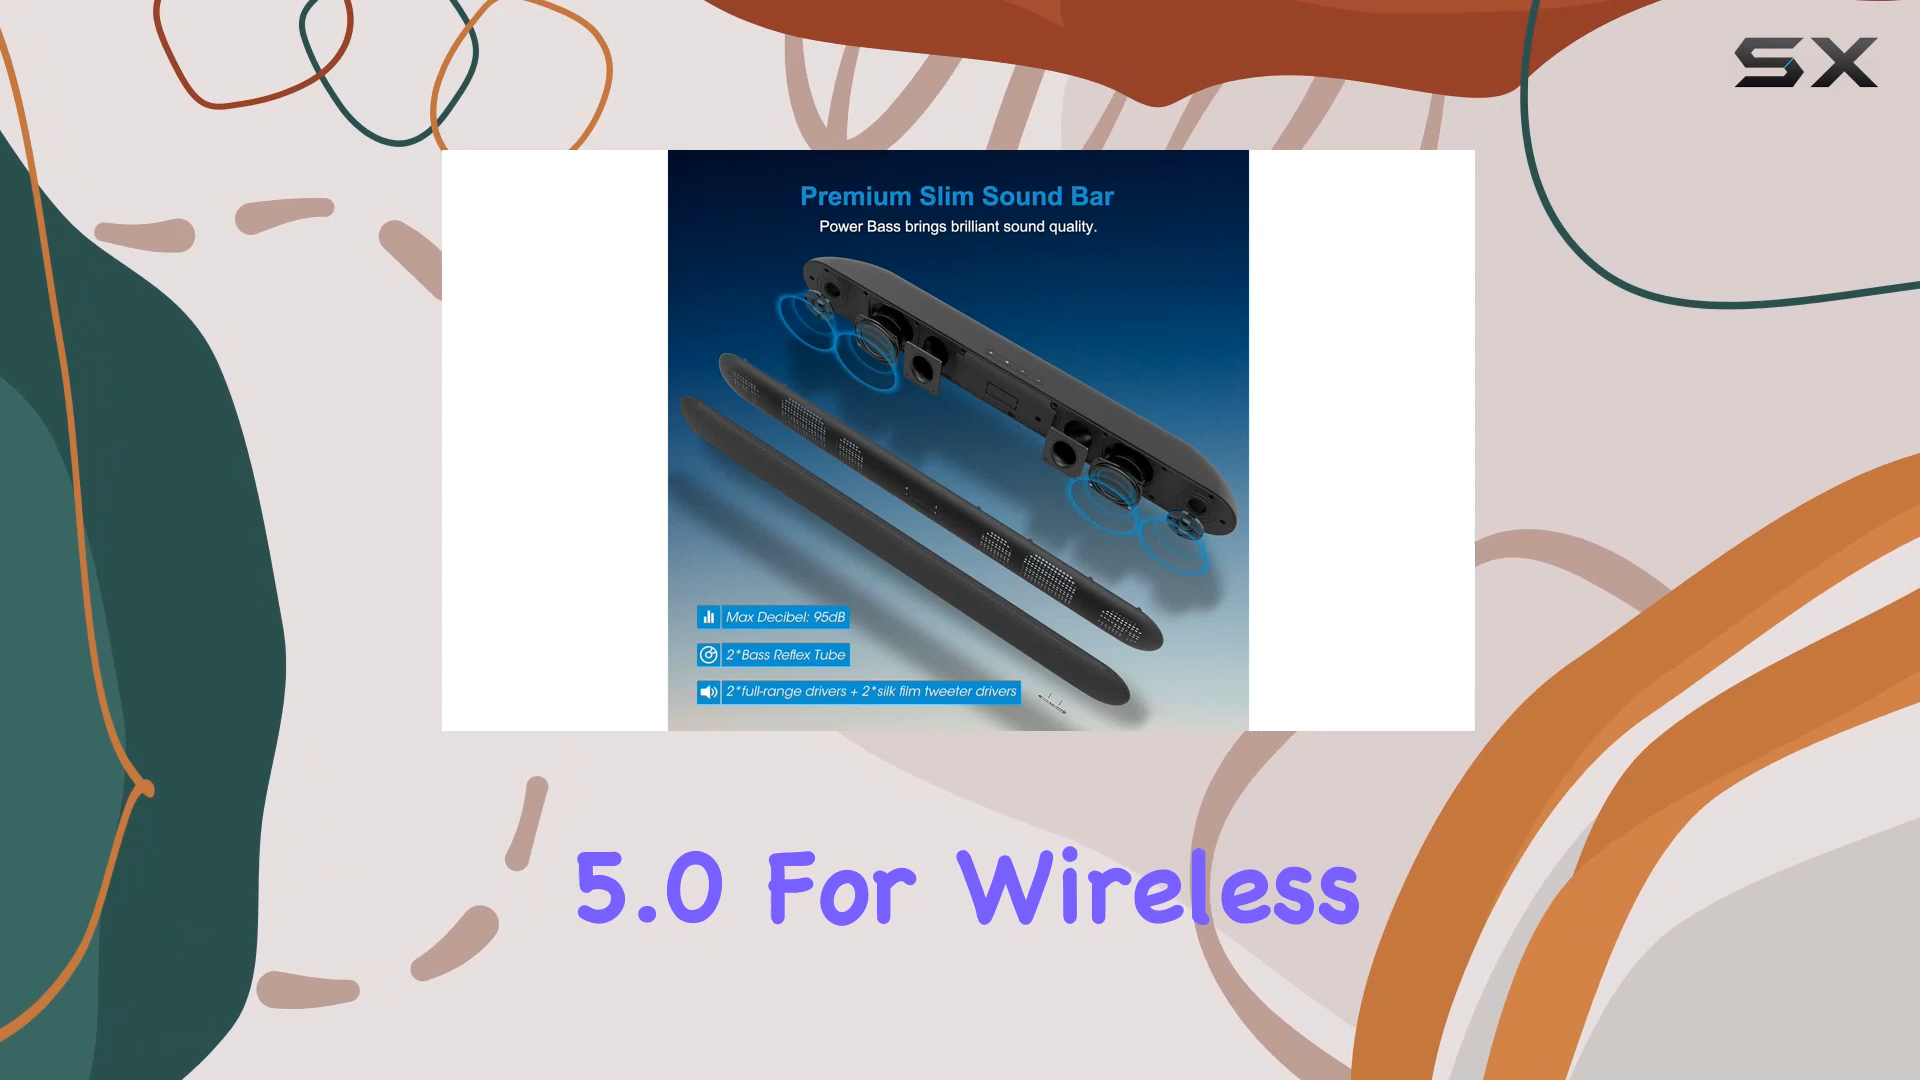 SX
Premium Slim Sound Bar
Power Bass brings brilliant sound quality.
Max Decibel: 95dB
2*Bass Reflex Tube
2*full-range drivers + 2*silk film tweeter drivers
5.0 For Wireless